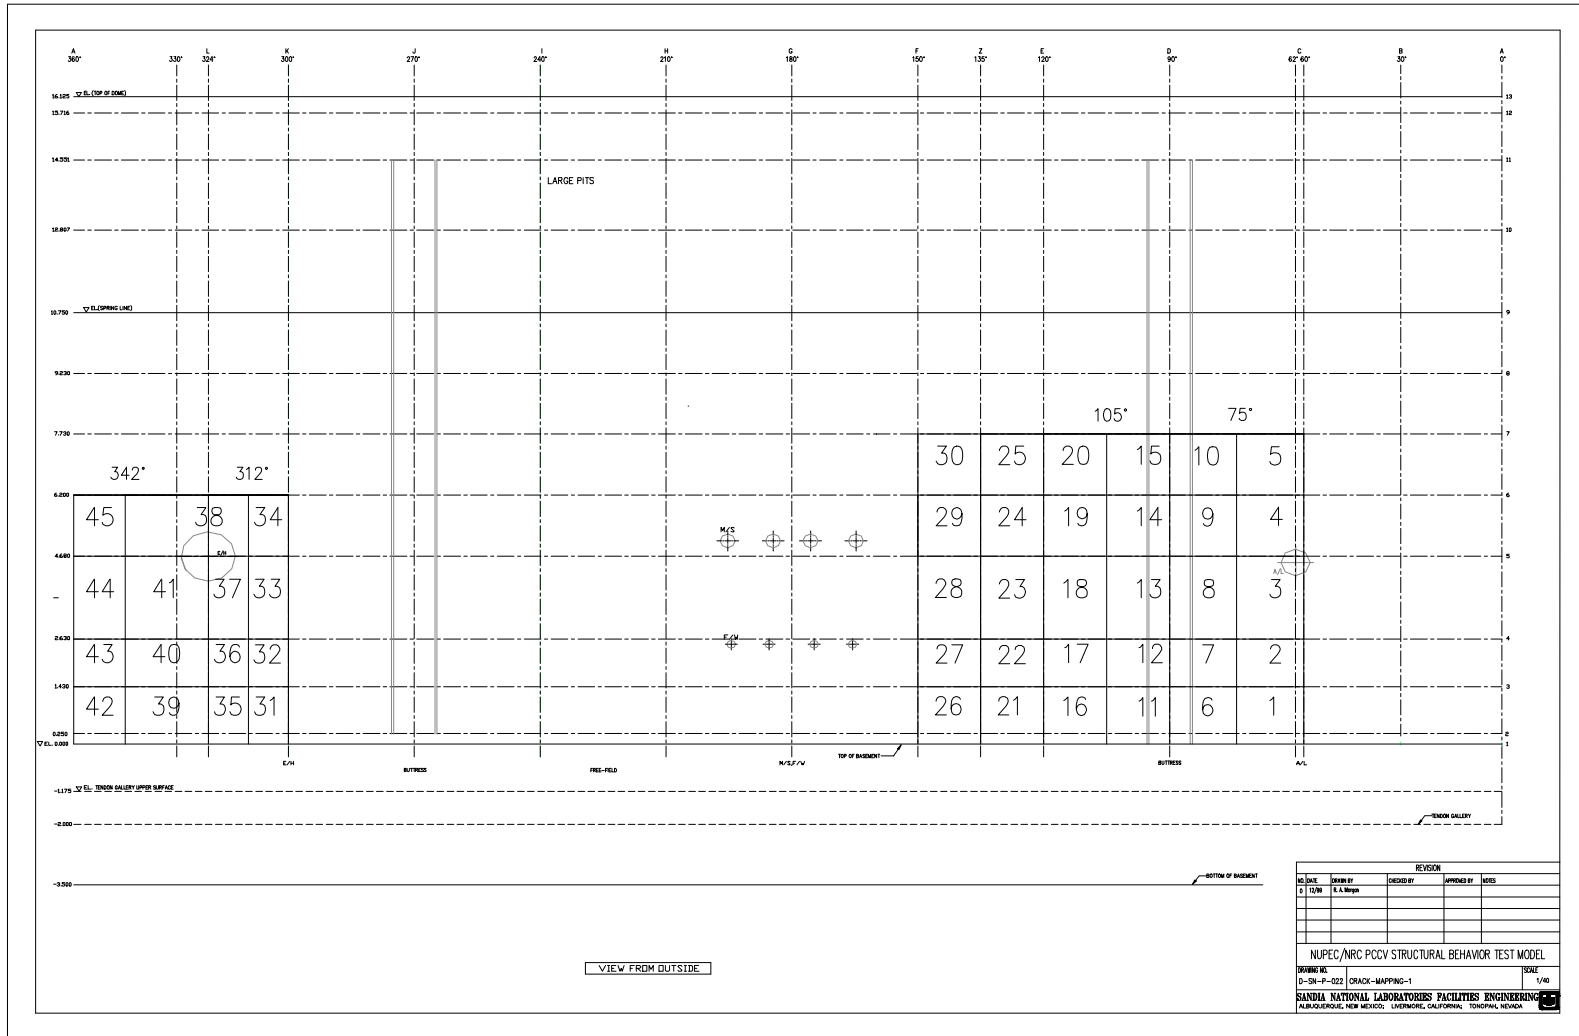 A L K J I H G F Z E D C B A
360° 330° 324° 300° 270° 240° 210° 180° 150° 135° 120° 90° 62° 60° 30° 0°
16.125 EL. (TOP OF DOME) 13
15.716 12
14.551 11
LARGE PITS
12.807 10
10.750 EL.(SPRING LINE) 9
9.230 8
105° 75°
7.730 7
30 25 20 15 10 5
342° 312°
6.200 6
45 38 34 29 24 19 14 9 4
M/S
4.680 E/H 5
A/L
44 41 37 33 28 23 18 13 8 3
2.630 F/W 4
43 40 36 32 27 22 17 12 7 2
1.430 3
42 39 35 31 26 21 16 11 6 1
0.250 2
EL. 0.000 1
TOP OF BASEMENT
E/H BUTTRESS FREE-FIELD M/S,F/W BUTTRESS A/L
-1.175 EL. TENDON GALLERY UPPER SURFACE
TENDON GALLERY
-2.000
BOTTOM OF BASEMENT
-3.500
REVISION
NO. DATE DRAWN BY CHECKED BY APPROVED BY NOTES
0 12/99 R. A. Morgan
NUPEC/NRC PCCV STRUCTURAL BEHAVIOR TEST MODEL
VIEW FROM OUTSIDE
DRAWING NO. SCALE
D-SN-P-022 CRACK-MAPPING-1 1/40
SANDIA NATIONAL LABORATORIES FACILITIES ENGINEERING
ALBUQUERQUE, NEW MEXICO; LIVERMORE, CALIFORNIA; TONOPAH, NEVADA